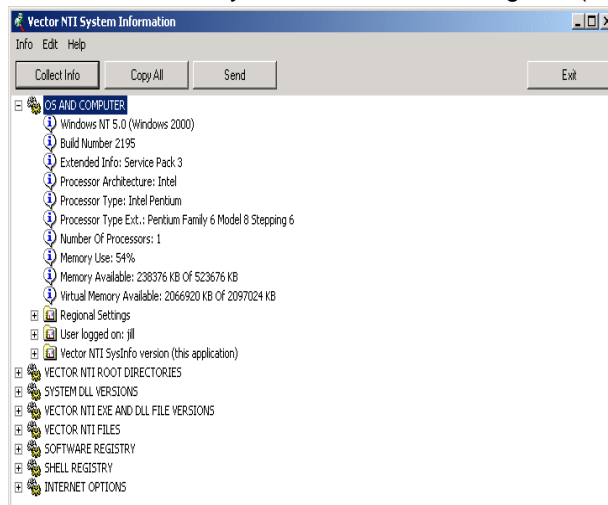 Vector NTI System Information
Info Edit Help
Collect Info Copy All Send Exit
OS AND COMPUTER
Windows NT 5.0 (Windows 2000)
Build Number 2195
Extended Info: Service Pack 3
Processor Architecture: Intel
Processor Type: Intel Pentium
Processor Type Ext.: Pentium Family 6 Model 8 Stepping 6
Number Of Processors: 1
Memory Use: 54%
Memory Available: 238376 KB Of 523676 KB
Virtual Memory Available: 2066920 KB Of 2097024 KB
Regional Settings
User logged on: jill
Vector NTI SysInfo version (this application)
VECTOR NTI ROOT DIRECTORIES
SYSTEM DLL VERSIONS
VECTOR NTI EXE AND DLL FILE VERSIONS
VECTOR NTI FILES
SOFTWARE REGISTRY
SHELL REGISTRY
INTERNET OPTIONS